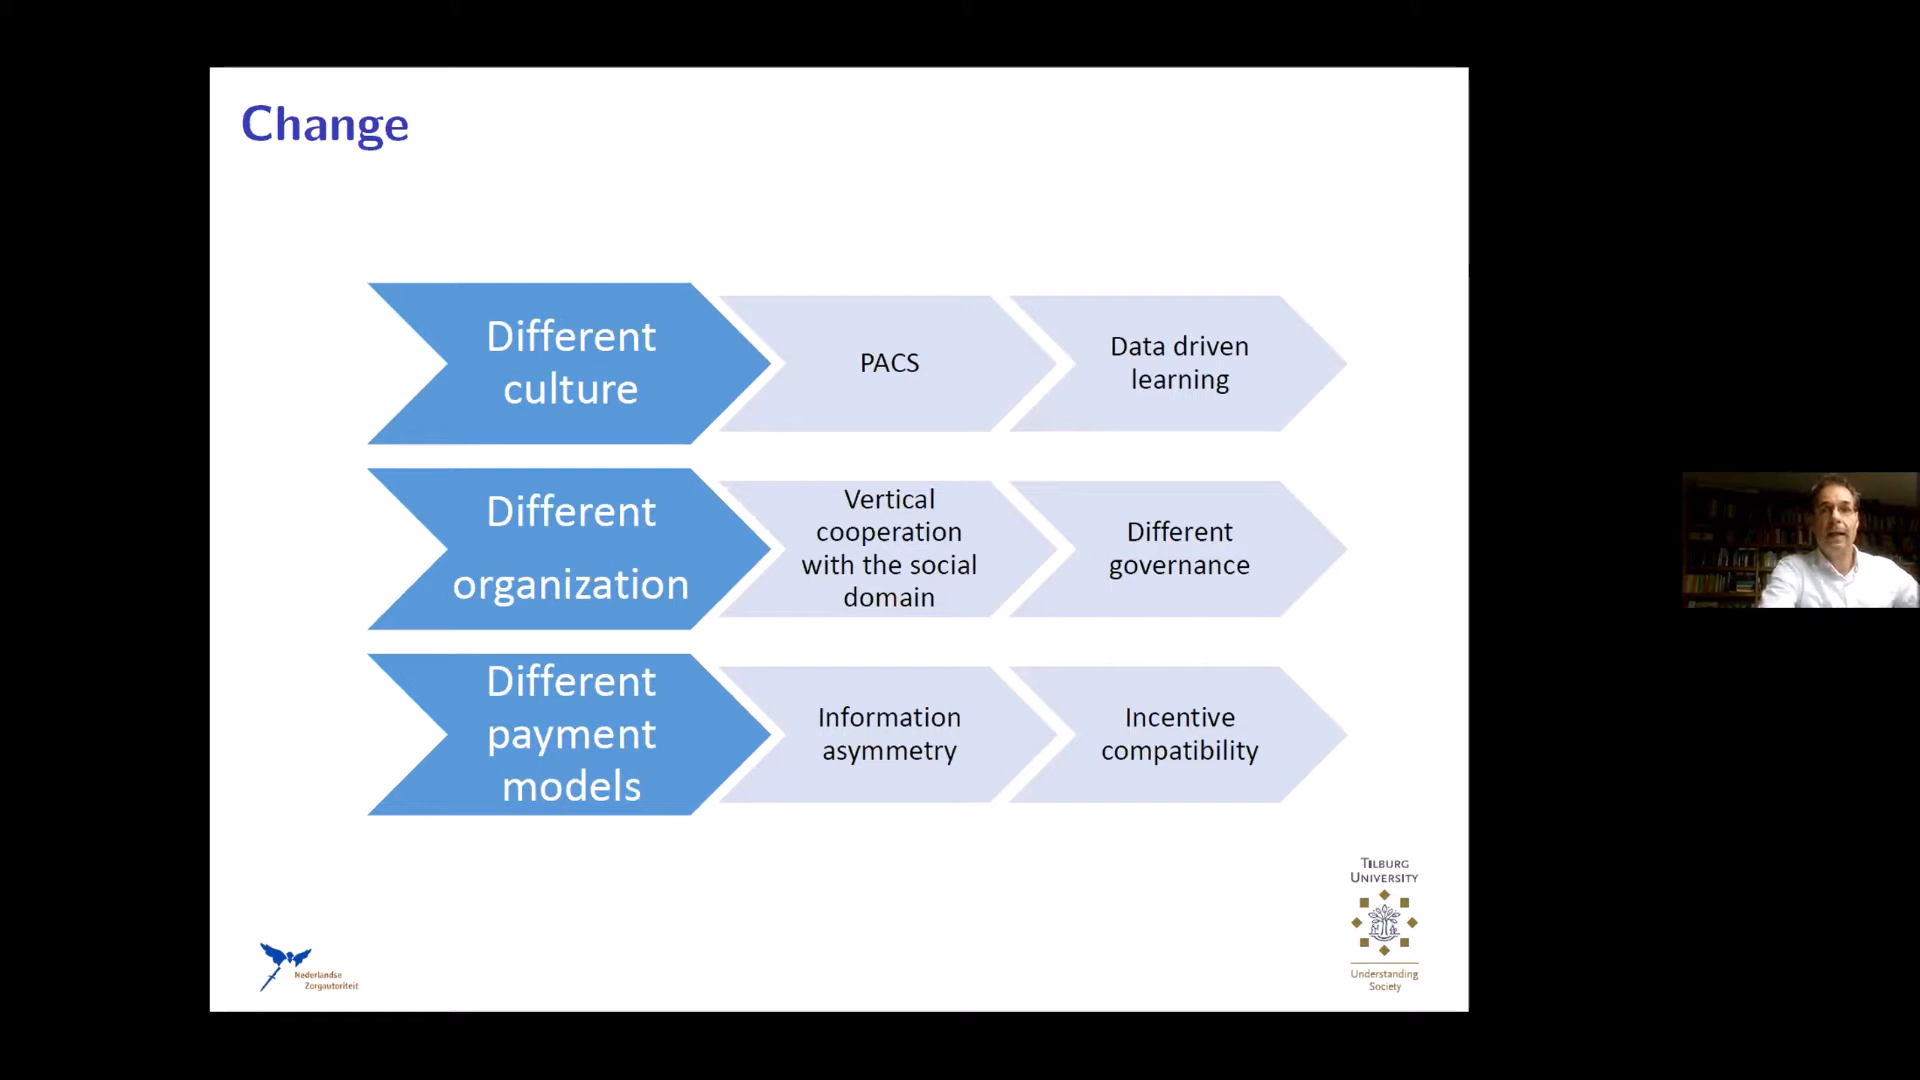 Change
Different
culture
PACS
Data driven
learning
Different
organization
Vertical
cooperation
with the social
domain
Different
governance
Different
payment
models
Information
asymmetry
Incentive
compatibility
Nederlandse
Zorgautoriteit
TILBURG
UNIVERSITY
Understanding
Society